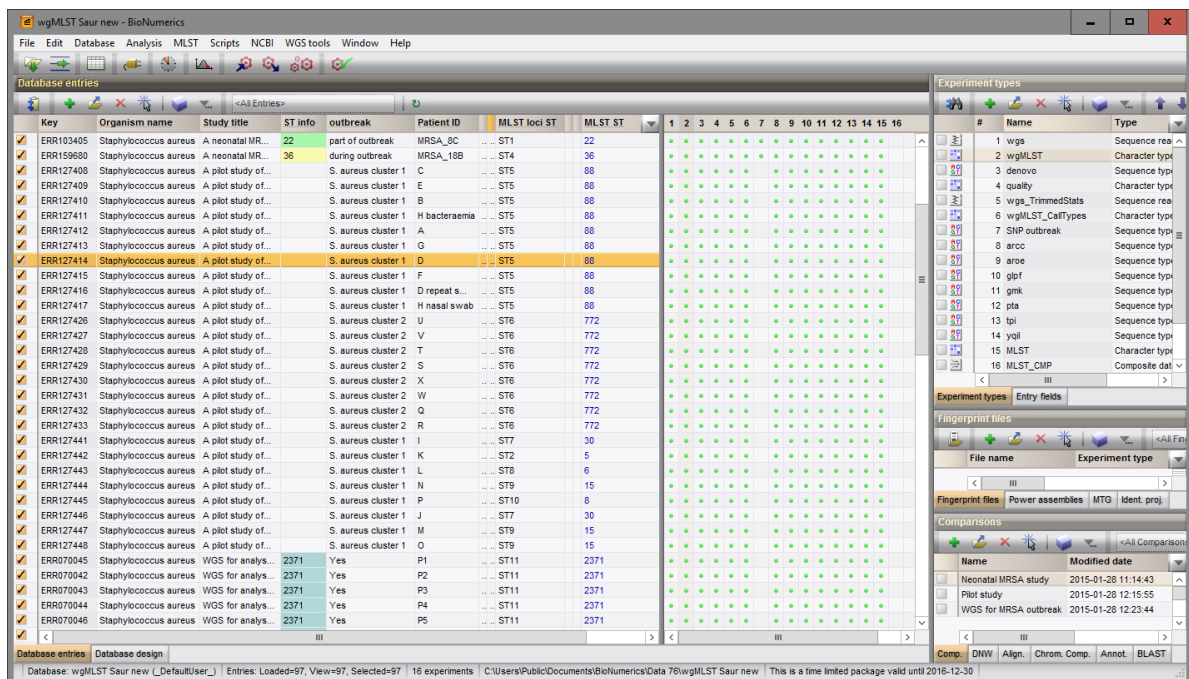 wgMLST Saur new - BioNumerics
File Edit Database Analysis MLST Scripts NCBI WGS tools Window Help
Database entries
<All Entries>
Key Organism name Study title ST info outbreak Patient ID MLST loci ST MLST ST 1 2 3 4 5 6 7 8 9 10 11 12 13 14 15 16
ERR103405 Staphylococcus aureus A neonatal MR... 22 part of outbreak MRSA_8C ... ... ST1 22
ERR159680 Staphylococcus aureus A neonatal MR... 36 during outbreak MRSA_18B ... ... ST4 36
ERR127408 Staphylococcus aureus A pilot study of... S. aureus cluster 1 C ... ... ST5 88
ERR127409 Staphylococcus aureus A pilot study of... S. aureus cluster 1 E ... ... ST5 88
ERR127410 Staphylococcus aureus A pilot study of... S. aureus cluster 1 B ... ... ST5 88
ERR127411 Staphylococcus aureus A pilot study of... S. aureus cluster 1 H bacteraemia ... ... ST5 88
ERR127412 Staphylococcus aureus A pilot study of... S. aureus cluster 1 A ... ... ST5 88
ERR127413 Staphylococcus aureus A pilot study of... S. aureus cluster 1 G ... ... ST5 88
ERR127414 Staphylococcus aureus A pilot study of... S. aureus cluster 1 D ... ... ST5 88
ERR127415 Staphylococcus aureus A pilot study of... S. aureus cluster 1 F ... ... ST5 88
ERR127416 Staphylococcus aureus A pilot study of... S. aureus cluster 1 D repeat s... ... ... ST5 88
ERR127417 Staphylococcus aureus A pilot study of... S. aureus cluster 1 H nasal swab ... ... ST5 88
ERR127426 Staphylococcus aureus A pilot study of... S. aureus cluster 2 U ... ... ST6 772
ERR127427 Staphylococcus aureus A pilot study of... S. aureus cluster 2 V ... ... ST6 772
ERR127428 Staphylococcus aureus A pilot study of... S. aureus cluster 2 T ... ... ST6 772
ERR127429 Staphylococcus aureus A pilot study of... S. aureus cluster 2 S ... ... ST6 772
ERR127430 Staphylococcus aureus A pilot study of... S. aureus cluster 2 X ... ... ST6 772
ERR127431 Staphylococcus aureus A pilot study of... S. aureus cluster 2 W ... ... ST6 772
ERR127432 Staphylococcus aureus A pilot study of... S. aureus cluster 2 Q ... ... ST6 772
ERR127433 Staphylococcus aureus A pilot study of... S. aureus cluster 2 R ... ... ST6 772
ERR127441 Staphylococcus aureus A pilot study of... S. aureus cluster 1 I ... ... ST7 30
ERR127442 Staphylococcus aureus A pilot study of... S. aureus cluster 1 K ... ... ST2 5
ERR127443 Staphylococcus aureus A pilot study of... S. aureus cluster 1 L ... ... ST8 6
ERR127444 Staphylococcus aureus A pilot study of... S. aureus cluster 1 N ... ... ST9 15
ERR127445 Staphylococcus aureus A pilot study of... S. aureus cluster 1 P ... ... ST10 8
ERR127446 Staphylococcus aureus A pilot study of... S. aureus cluster 1 J ... ... ST7 30
ERR127447 Staphylococcus aureus A pilot study of... S. aureus cluster 1 M ... ... ST9 15
ERR127448 Staphylococcus aureus A pilot study of... S. aureus cluster 1 O ... ... ST9 15
ERR070045 Staphylococcus aureus WGS for analys... 2371 Yes P1 ... ... ST11 2371
ERR070042 Staphylococcus aureus WGS for analys... 2371 Yes P2 ... ... ST11 2371
ERR070043 Staphylococcus aureus WGS for analys... 2371 Yes P3 ... ... ST11 2371
ERR070044 Staphylococcus aureus WGS for analys... 2371 Yes P4 ... ... ST11 2371
ERR070046 Staphylococcus aureus WGS for analys... 2371 Yes P5 ... ... ST11 2371
Database entries Database design
Experiment types
# Name Type
1 wgs Sequence rea
2 wgMLST Character type
3 denovo Sequence type
4 quality Character type
5 wgs_TrimmedStats Sequence rea
6 wgMLST_CallTypes Character type
7 SNP outbreak Sequence type
8 arcc Sequence type
9 aroe Sequence type
10 glpf Sequence type
11 gmk Sequence type
12 pta Sequence type
13 tpi Sequence type
14 yqil Sequence type
15 MLST Character type
16 MLST_CMP Composite dat
Experiment types Entry fields
Fingerprint files
<All Fing
File name Experiment type
Fingerprint files Power assemblies MTG Ident. proj.
Comparisons
<All Comparisons
Name Modified date
Neonatal MRSA study 2015-01-28 11:14:43
Pilot study 2015-01-28 12:15:55
WGS for MRSA outbreak 2015-01-28 12:23:44
Comp. DNW Align. Chrom. Comp. Annot. BLAST
Database: wgMLST Saur new (_DefaultUser_) Entries: Loaded=97, View=97, Selected=97 16 experiments C:\Users\Public\Documents\BioNumerics\Data 76\wgMLST Saur new This is a time limited package valid until 2016-12-30